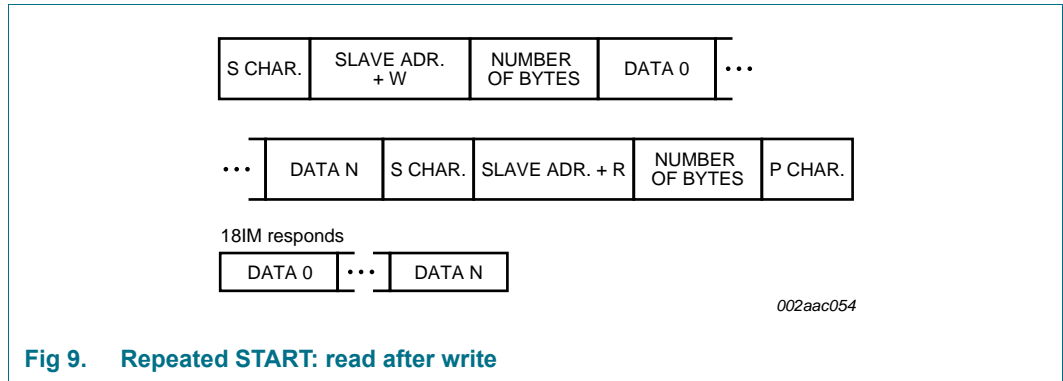 S CHAR. SLAVE ADR. + W NUMBER OF BYTES DATA 0 •••
••• DATA N S CHAR. SLAVE ADR. + R NUMBER OF BYTES P CHAR.
18IM responds
DATA 0 ••• DATA N
002aac054
Fig 9. Repeated START: read after write